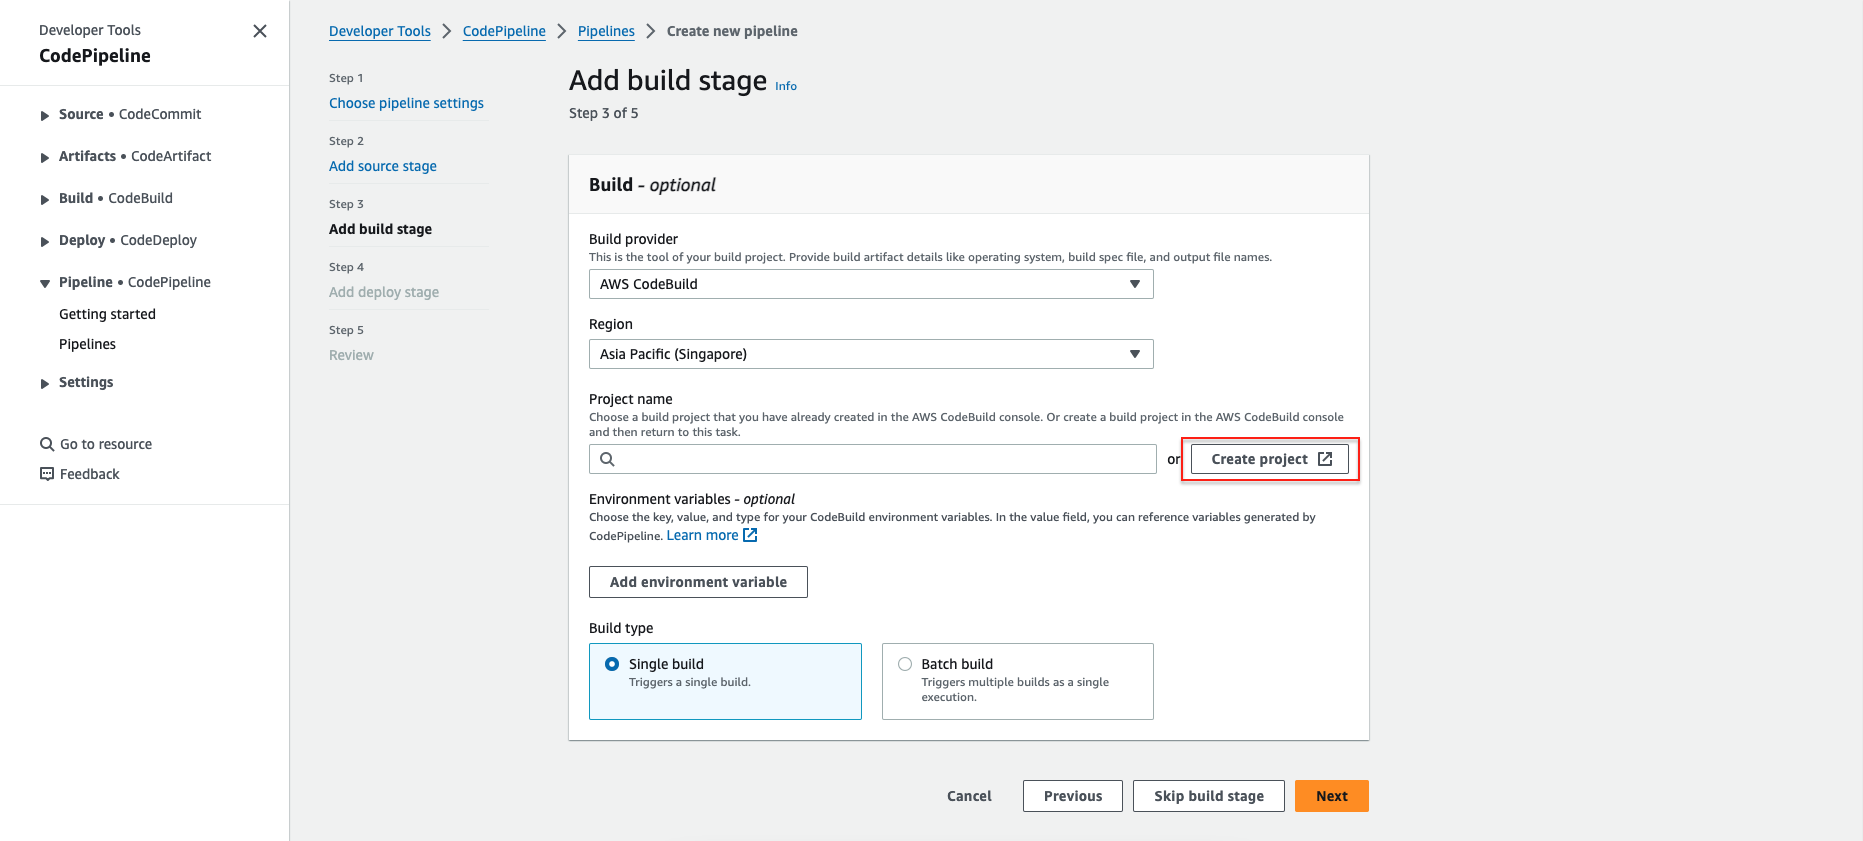 Developer Tools
CodePipeline
Source • CodeCommit
Artifacts • CodeArtifact
Build • CodeBuild
Deploy • CodeDeploy
Pipeline • CodePipeline
Getting started
Pipelines
Settings
Go to resource
Feedback
Developer Tools > CodePipeline > Pipelines > Create new pipeline
Step 1
Choose pipeline settings
Step 2
Add source stage
Step 3
Add build stage
Step 4
Add deploy stage
Step 5
Review
Add build stage Info
Step 3 of 5
Build - optional
Build provider
This is the tool of your build project. Provide build artifact details like operating system, build spec file, and output file names.
AWS CodeBuild
Region
Asia Pacific (Singapore)
Project name
Choose a build project that you have already created in the AWS CodeBuild console. Or create a build project in the AWS CodeBuild console
and then return to this task.
or Create project
Environment variables - optional
Choose the key, value, and type for your CodeBuild environment variables. In the value field, you can reference variables generated by
CodePipeline. Learn more
Add environment variable
Build type
Single build
Triggers a single build.
Batch build
Triggers multiple builds as a single
execution.
Cancel Previous Skip build stage Next